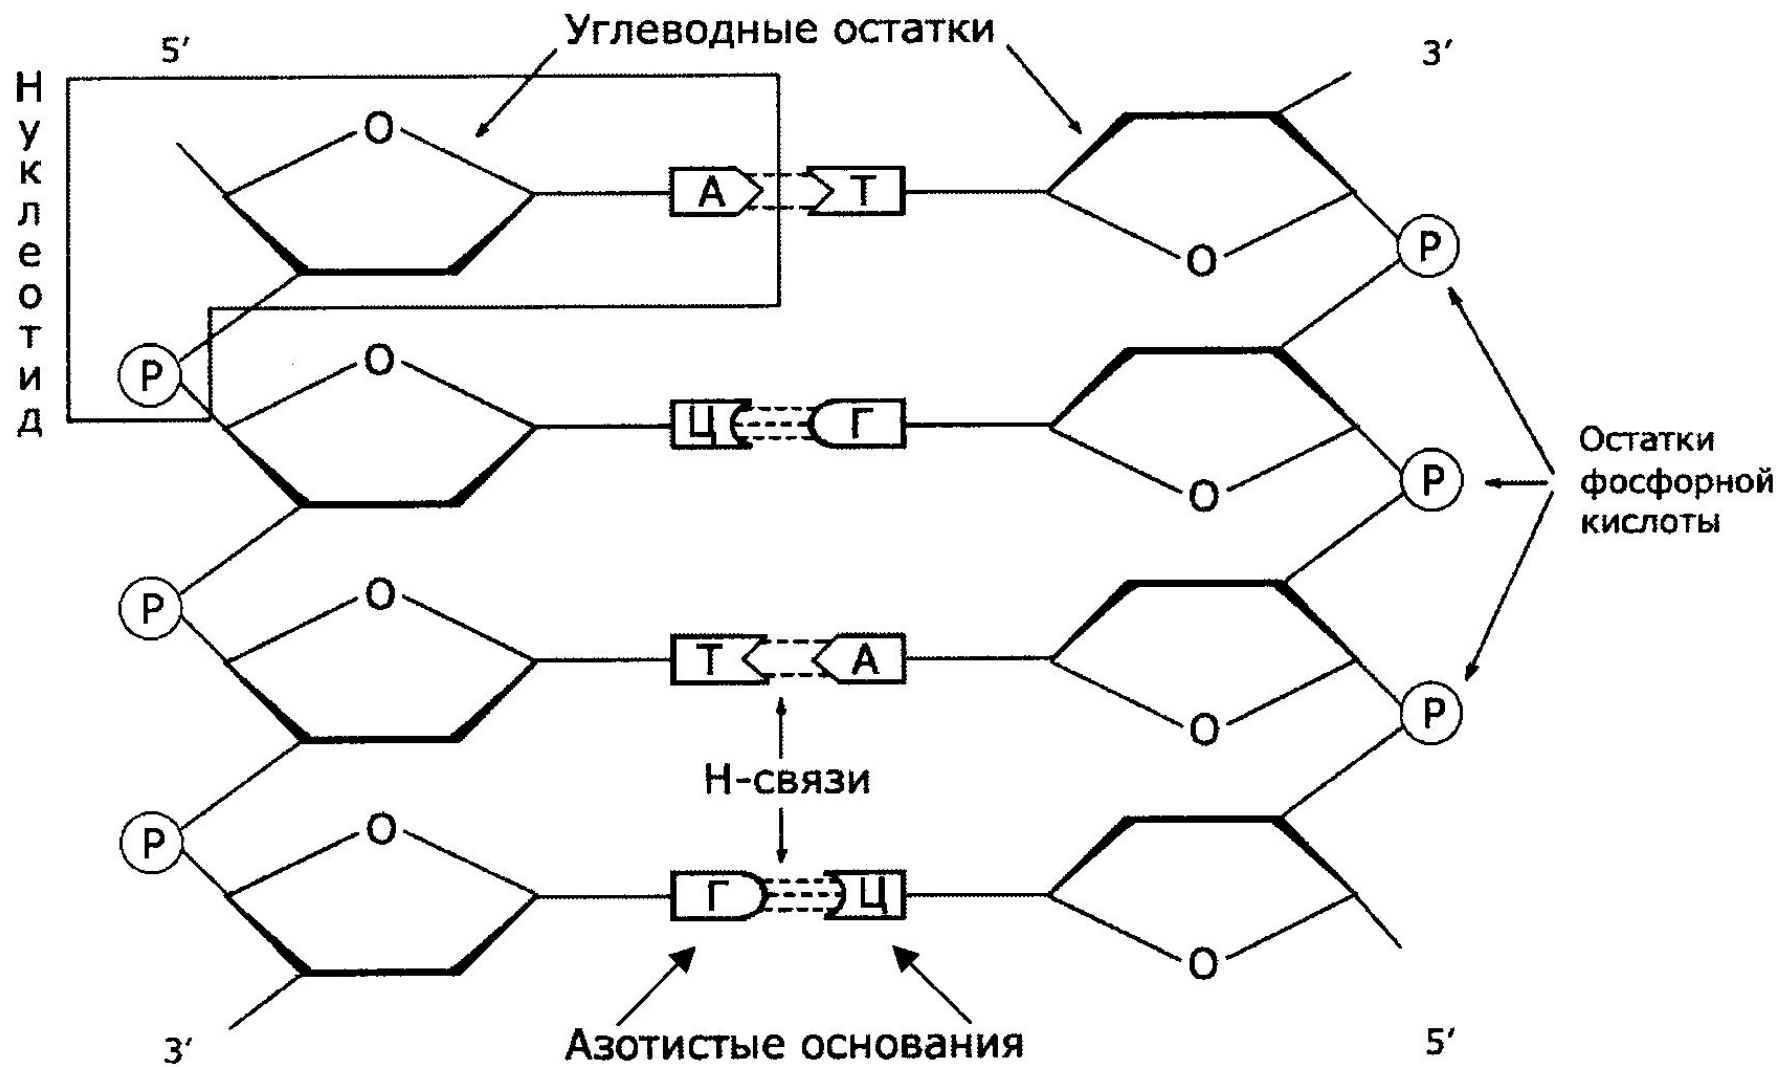 Углеводные остатки
5′
3′
Нуклеотид
O
А
Т
O
P
P
O
Ц
Г
O
P
Остатки
фосфорной
кислоты
P
O
Т
А
O
P
Н-связи
P
O
Г
Ц
O
3′
Азотистые основания
5′